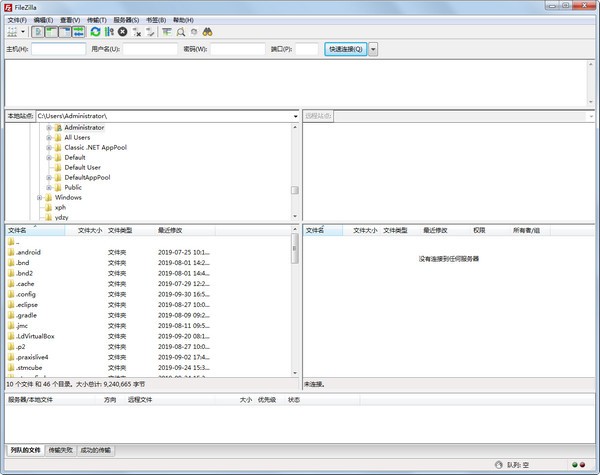 FileZilla
文件(F) 编辑(E) 查看(V) 传输(T) 服务器(S) 书签(B) 帮助(H)
主机(H): 用户名(U): 密码(W): 端口(P): 快速连接(Q)
本地站点: C:\Users\Administrator\ 远程站点:
Administrator
All Users
Classic .NET AppPool
Default
Default User
DefaultAppPool
Public
Windows
xph
ydzy
文件名 文件大小 文件类型 最近修改
..
.android 文件夹 2019-07-25 10:1...
.bnd 文件夹 2019-08-01 14:2...
.bnd2 文件夹 2019-08-01 14:4...
.cache 文件夹 2019-07-29 12:2...
.config 文件夹 2019-09-30 16:5...
.eclipse 文件夹 2019-08-27 10:0...
.gradle 文件夹 2019-08-09 09:2...
.jmc 文件夹 2019-08-11 09:5...
.LdVirtualBox 文件夹 2019-09-20 08:1...
.p2 文件夹 2019-08-27 10:0...
.praxislive4 文件夹 2019-09-02 17:4...
.stmcube 文件夹 2019-09-24 15:3...
10 个文件 和 46 个目录。大小总计: 9,240,665 字节
文件名 文件大小 文件类型 最近修改 权限 所有者/组
没有连接到任何服务器
未连接。
服务器/本地文件 方向 远程文件 大小 优先级 状态
列队的文件 传输失败 成功的传输
队列: 空